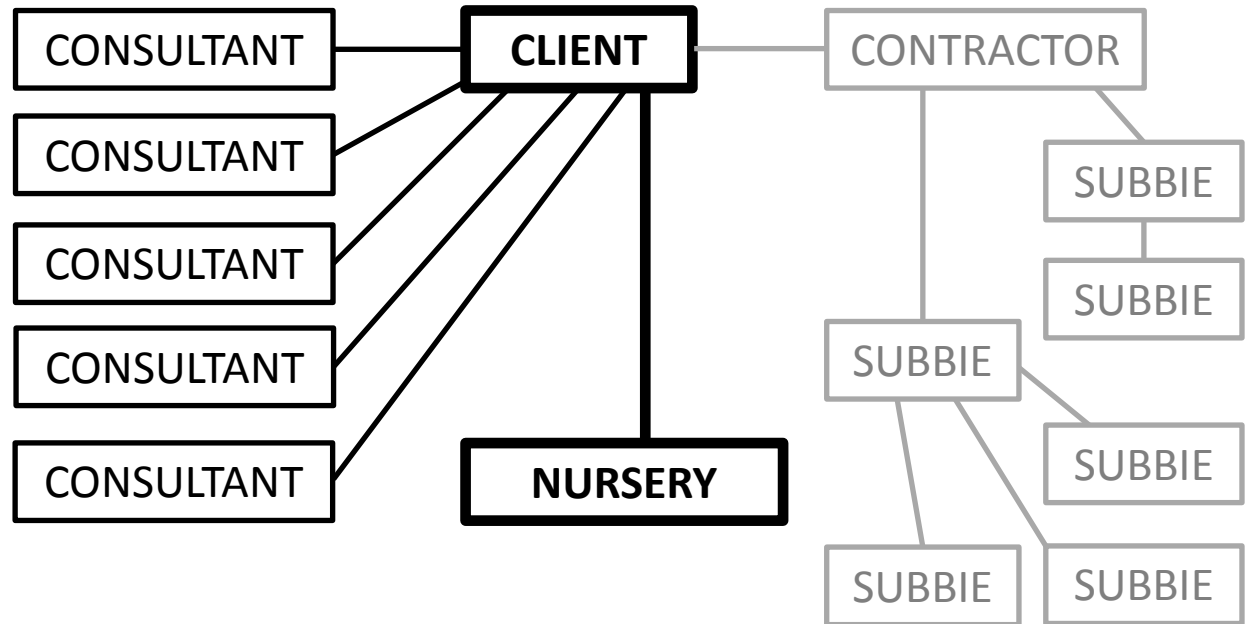 CONSULTANT
CLIENT
CONTRACTOR
CONSULTANT
SUBBIE
CONSULTANT
SUBBIE
CONSULTANT
SUBBIE
CONSULTANT
NURSERY
SUBBIE
SUBBIE
SUBBIE